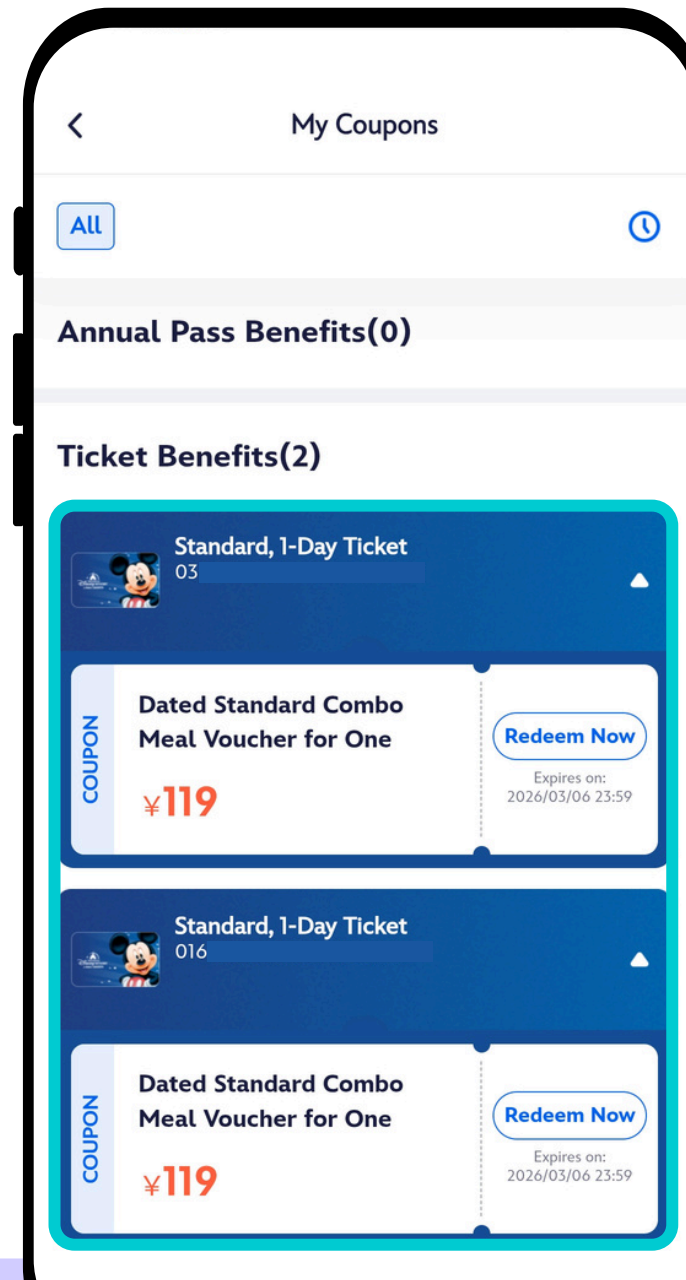 My Coupons
All
Annual Pass Benefits(0)
Ticket Benefits(2)
Standard, 1-Day Ticket
03
COUPON
Dated Standard Combo
Meal Voucher for One
¥119
Redeem Now
Expires on:
2026/03/06 23:59
Standard, 1-Day Ticket
016
COUPON
Dated Standard Combo
Meal Voucher for One
¥119
Redeem Now
Expires on:
2026/03/06 23:59